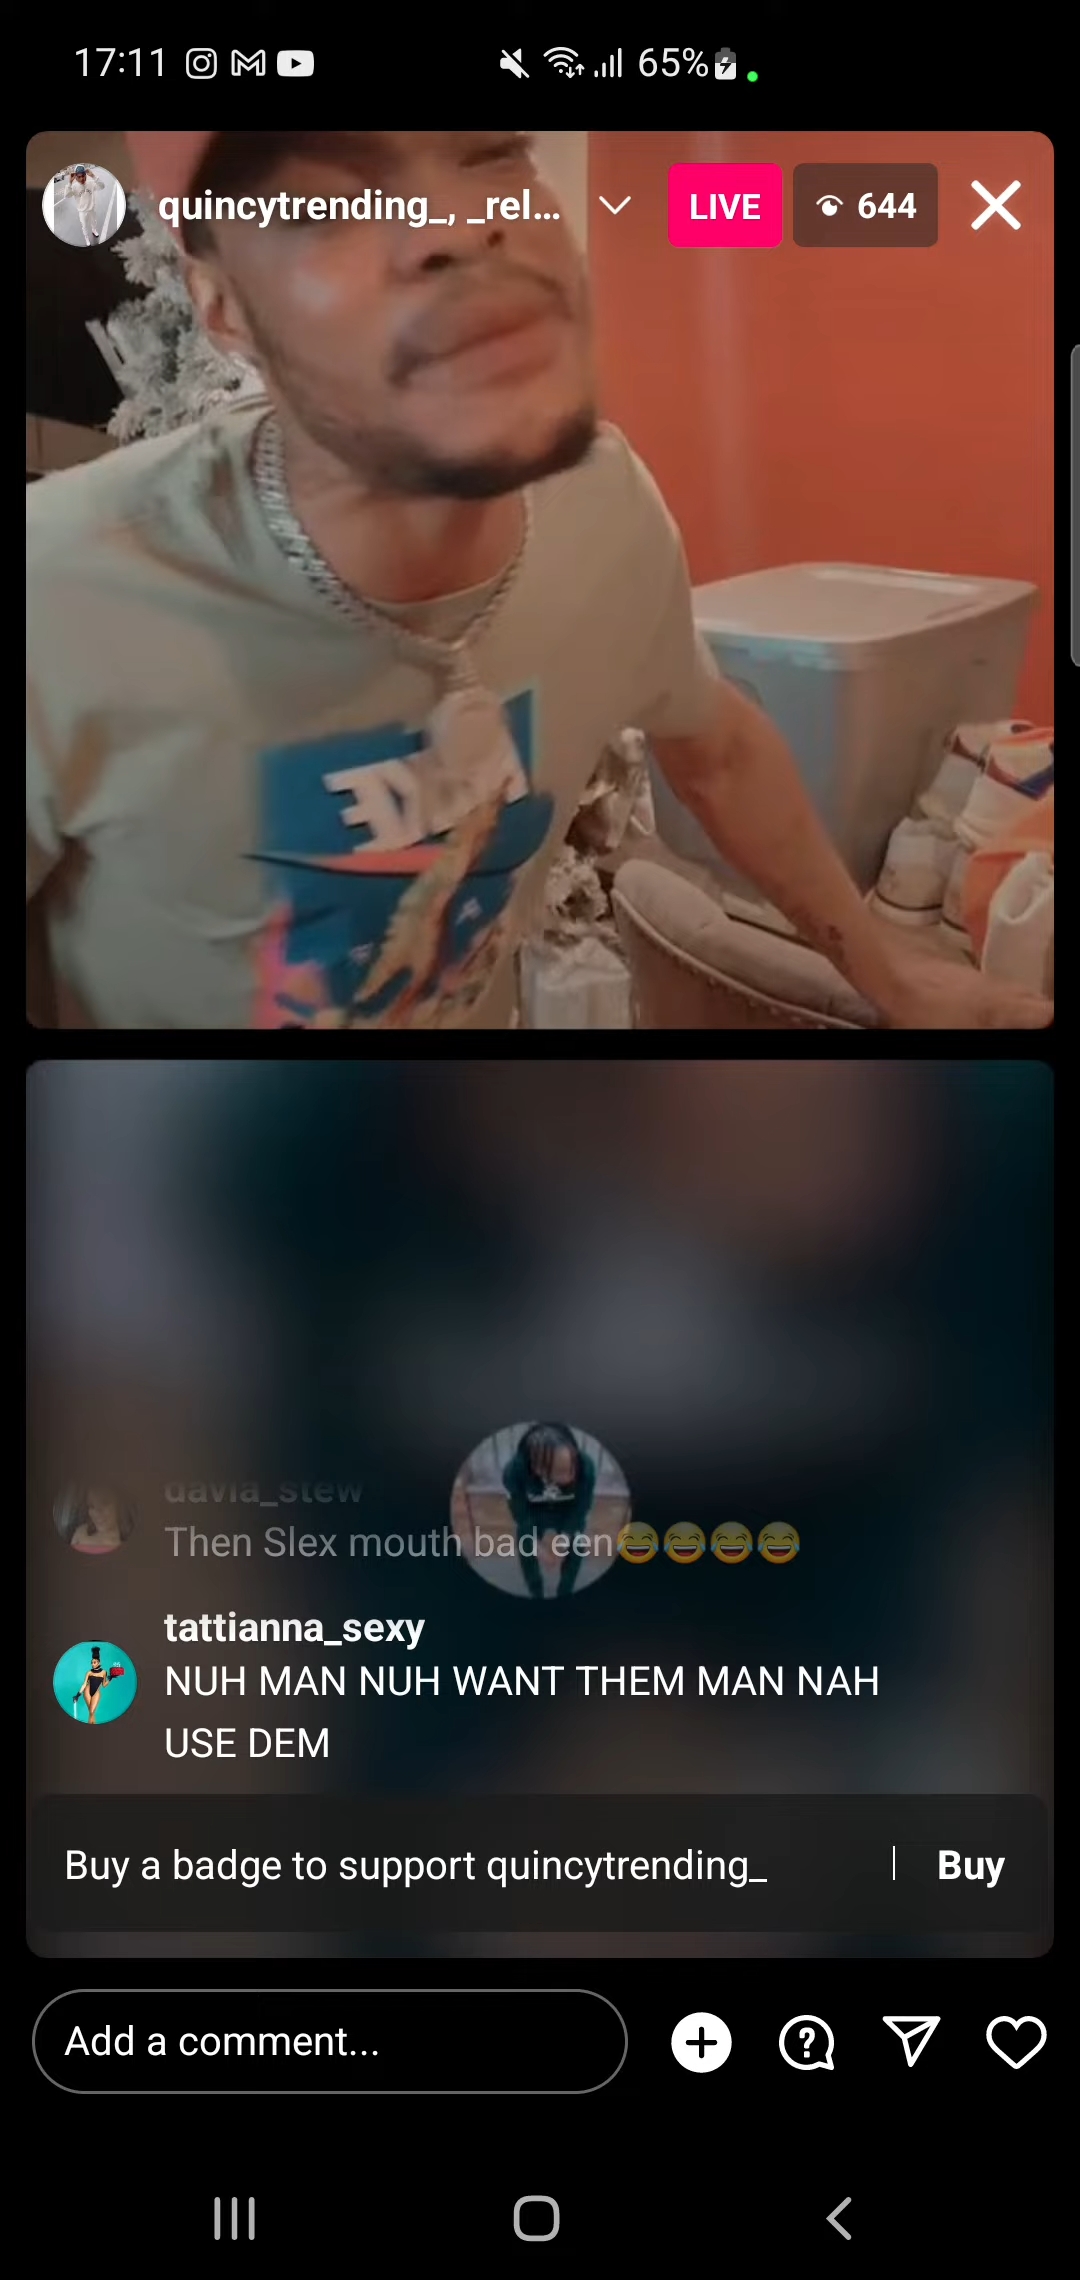 17:11
65%
quincytrending_, _rel...
LIVE
644
davia_stew
Then Slex mouth bad een😂😂😂😂
tattianna_sexy
NUH MAN NUH WANT THEM MAN NAH
USE DEM
Buy a badge to support quincytrending_
Buy
Add a comment...